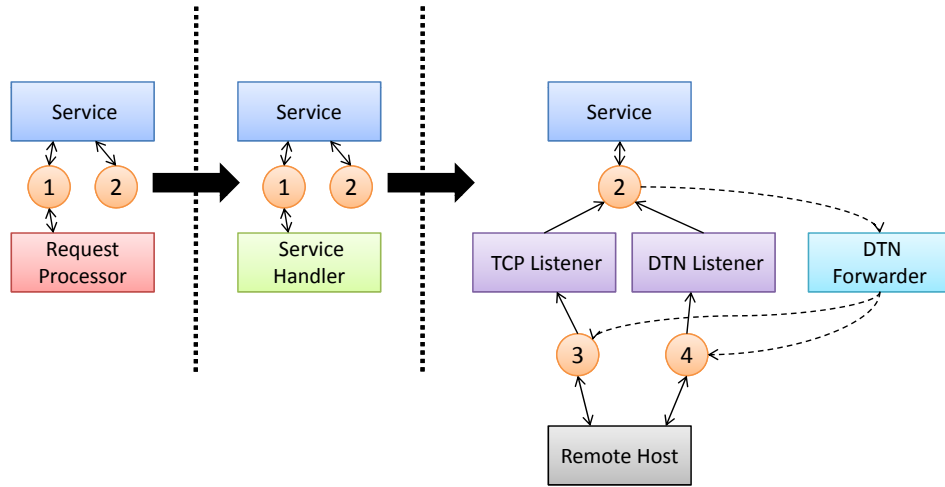 Service
1
2
Request
Processor
Service
1
2
Service
Handler
Service
2
TCP Listener
DTN Listener
DTN
Forwarder
3
4
Remote Host